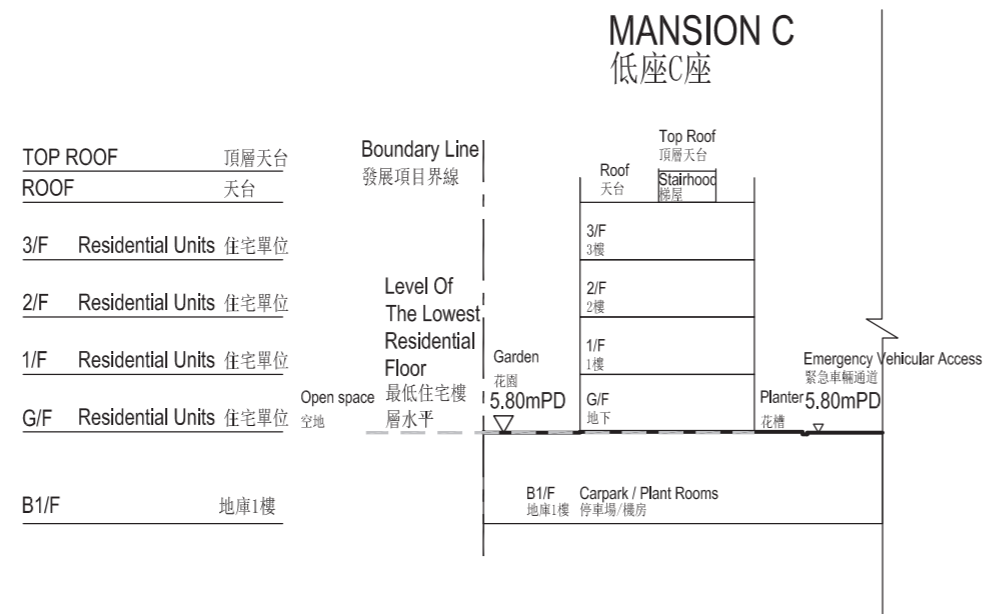 MANSION C
低座C座
TOP ROOF 頂層天台
ROOF 天台
3/F Residential Units 住宅單位
2/F Residential Units 住宅單位
1/F Residential Units 住宅單位
G/F Residential Units 住宅單位
B1/F 地庫1樓
Boundary Line
發展項目界線
Level Of
The Lowest
Residential
Floor
最低住宅樓
層水平
Open space
空地
Garden
花園
5.80mPD
Top Roof
頂層天台
Roof
天台
Stairhood
梯屋
3/F
3樓
2/F
2樓
1/F
1樓
G/F
地下
Emergency Vehicular Access
緊急車輛通道
Planter 5.80mPD
花槽
B1/F Carpark / Plant Rooms
地庫1樓 停車場/機房